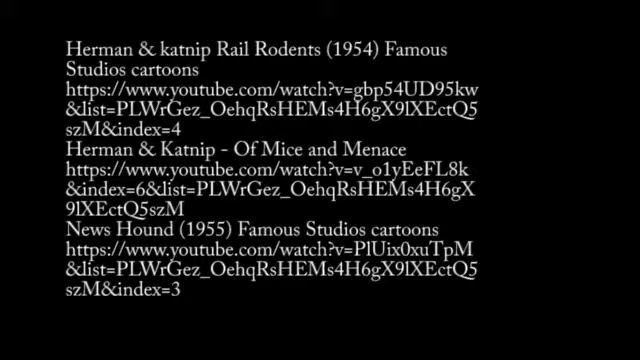 Herman & katnip Rail Rodents (1954) Famous
Studios cartoons
https://www.youtube.com/watch?v=gbp54UD95kw
&list=PLWrGez_OehqRsHEMs4H6gX9lXEctQ5
szM&index=4
Herman & Katnip - Of Mice and Menace
https://www.youtube.com/watch?v=v_o1yEeFL8k
&index=6&list=PLWrGez_OehqRsHEMs4H6gX
9lXEctQ5szM
News Hound (1955) Famous Studios cartoons
https://www.youtube.com/watch?v=PlUix0xuTpM
&list=PLWrGez_OehqRsHEMs4H6gX9lXEctQ5
szM&index=3